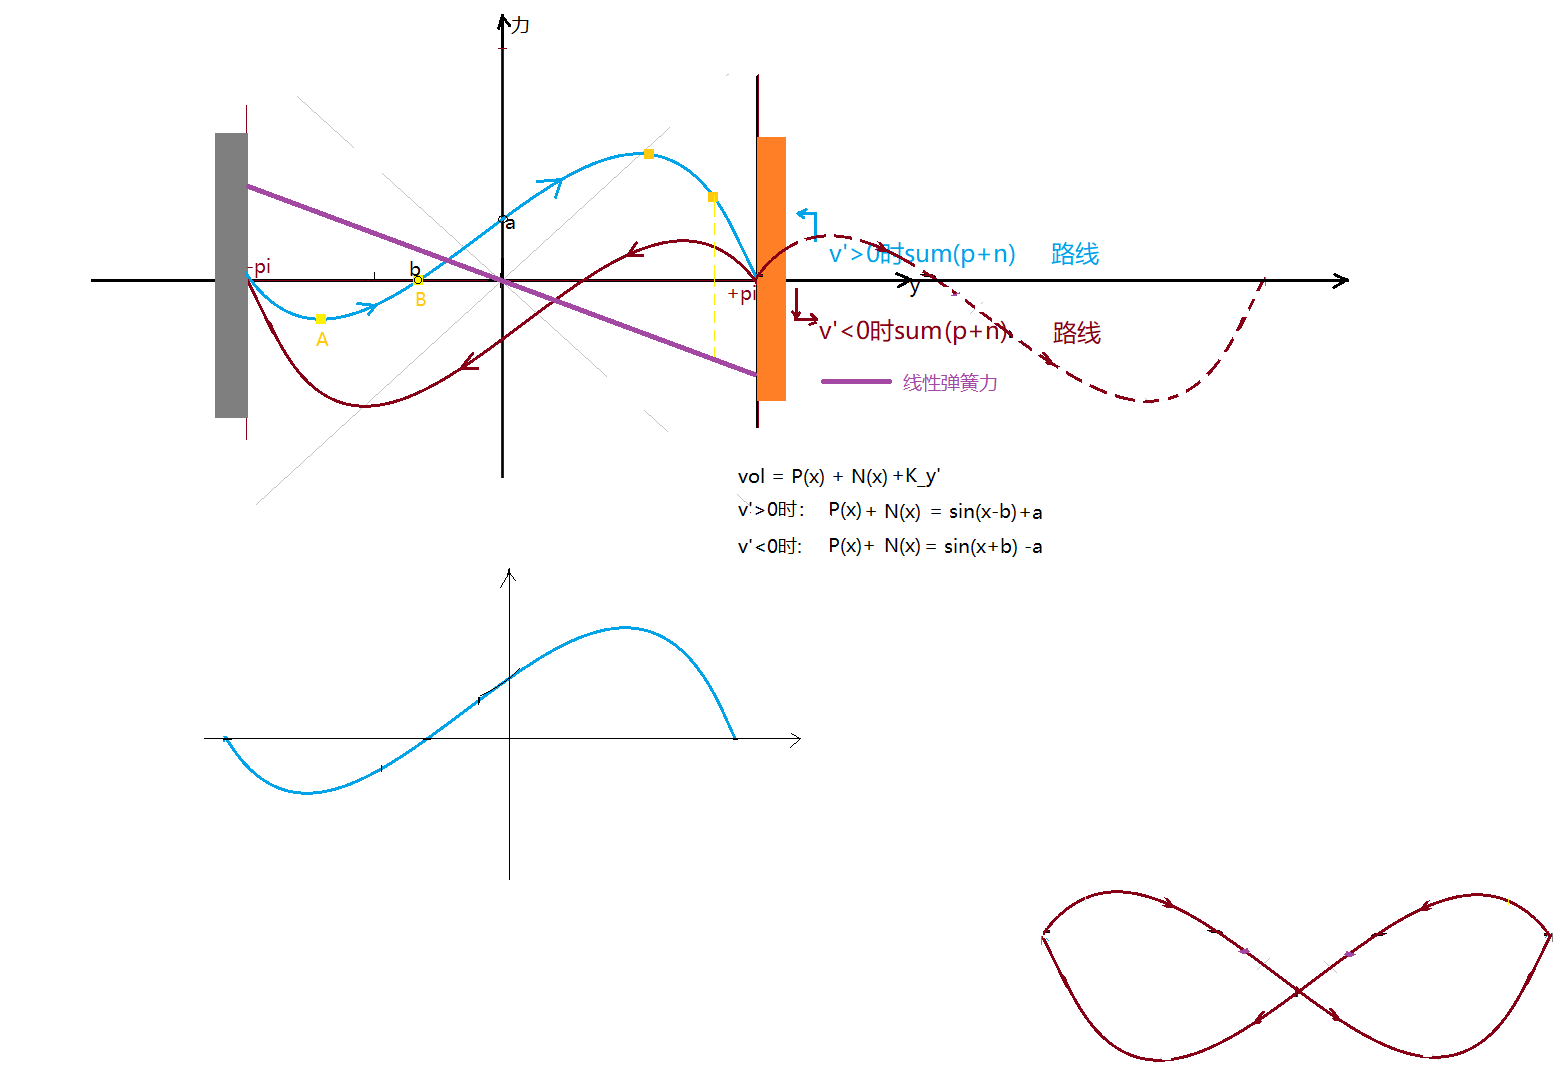 力
a
-pi
b
B
A
+pi
y
v'>0时sum(p+n) 路线
v'<0时sum(p+n) 路线
线性弹簧力
vol = P(x) + N(x) +K_y'
v'>0时: P(x) + N(x) = sin(x-b)+a
v'<0时: P(x)+ N(x) = sin(x+b) -a